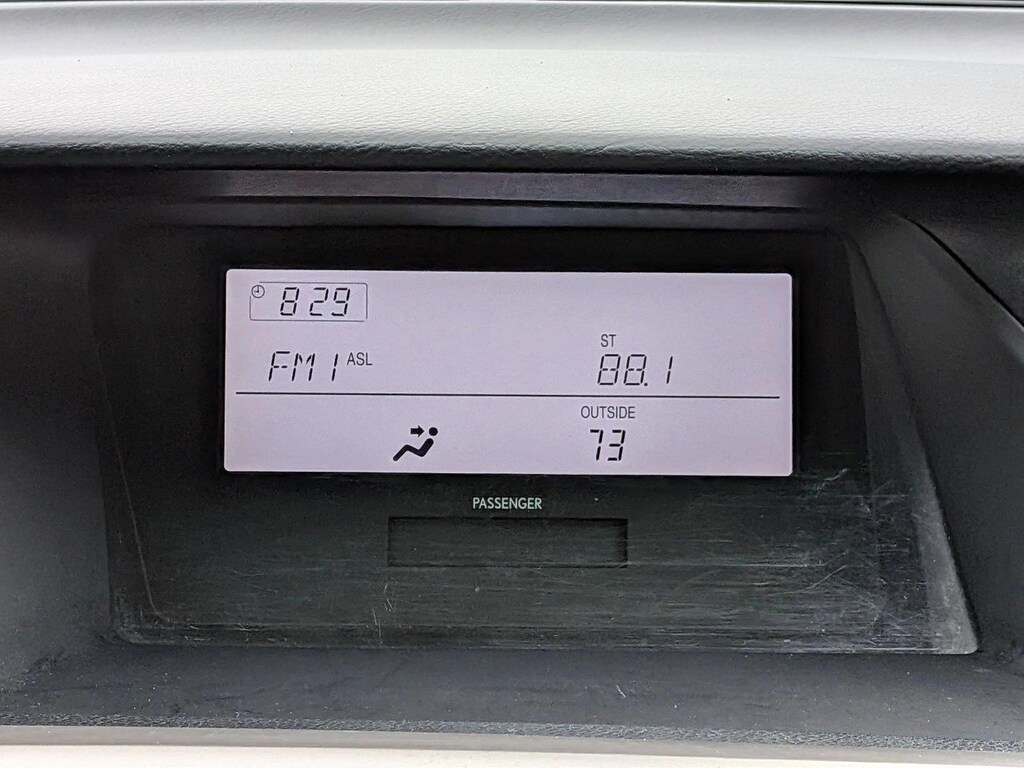 8 29
FM1 ASL
ST
88.1
OUTSIDE
73
PASSENGER